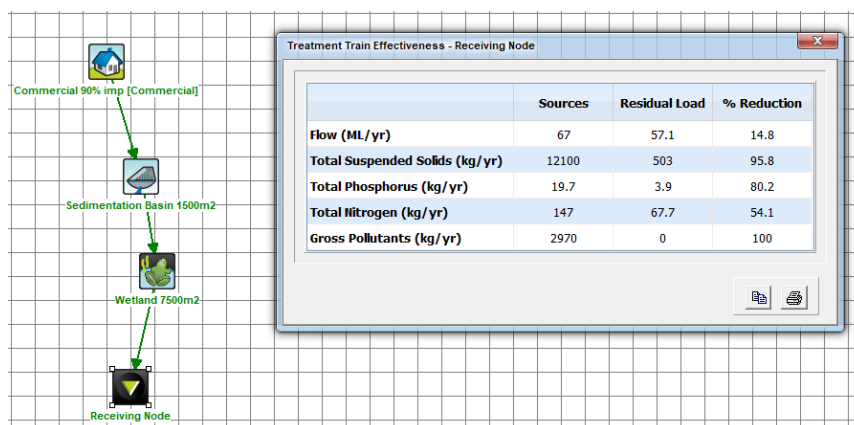 Treatment Train Effectiveness - Receiving Node
Commercial 90% imp [Commercial]
Sources Residual Load % Reduction
Flow (ML/yr) 67 57.1 14.8
Total Suspended Solids (kg/yr) 12100 503 95.8
Total Phosphorus (kg/yr) 19.7 3.9 80.2
Total Nitrogen (kg/yr) 147 67.7 54.1
Gross Pollutants (kg/yr) 2970 0 100
Sedimentation Basin 1500m2
Wetland 7500m2
Receiving Node